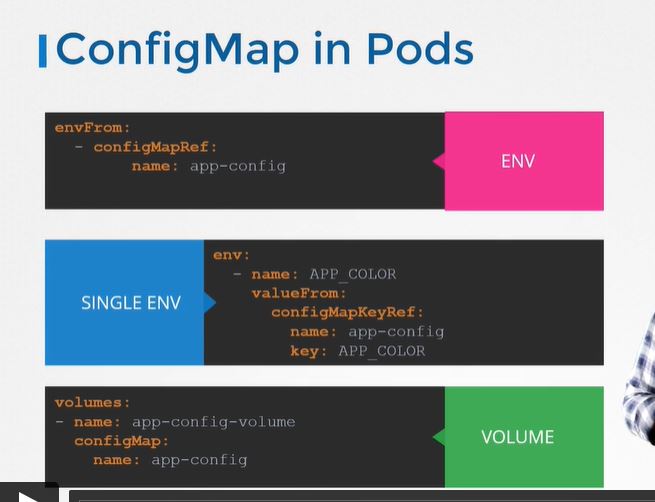 ConfigMap in Pods
envFrom:
  - configMapRef:
        name: app-config
ENV
SINGLE ENV
env:
  - name: APP_COLOR
    valueFrom:
      configMapKeyRef:
        name: app-config
        key: APP_COLOR
volumes:
- name: app-config-volume
  configMap:
    name: app-config
VOLUME